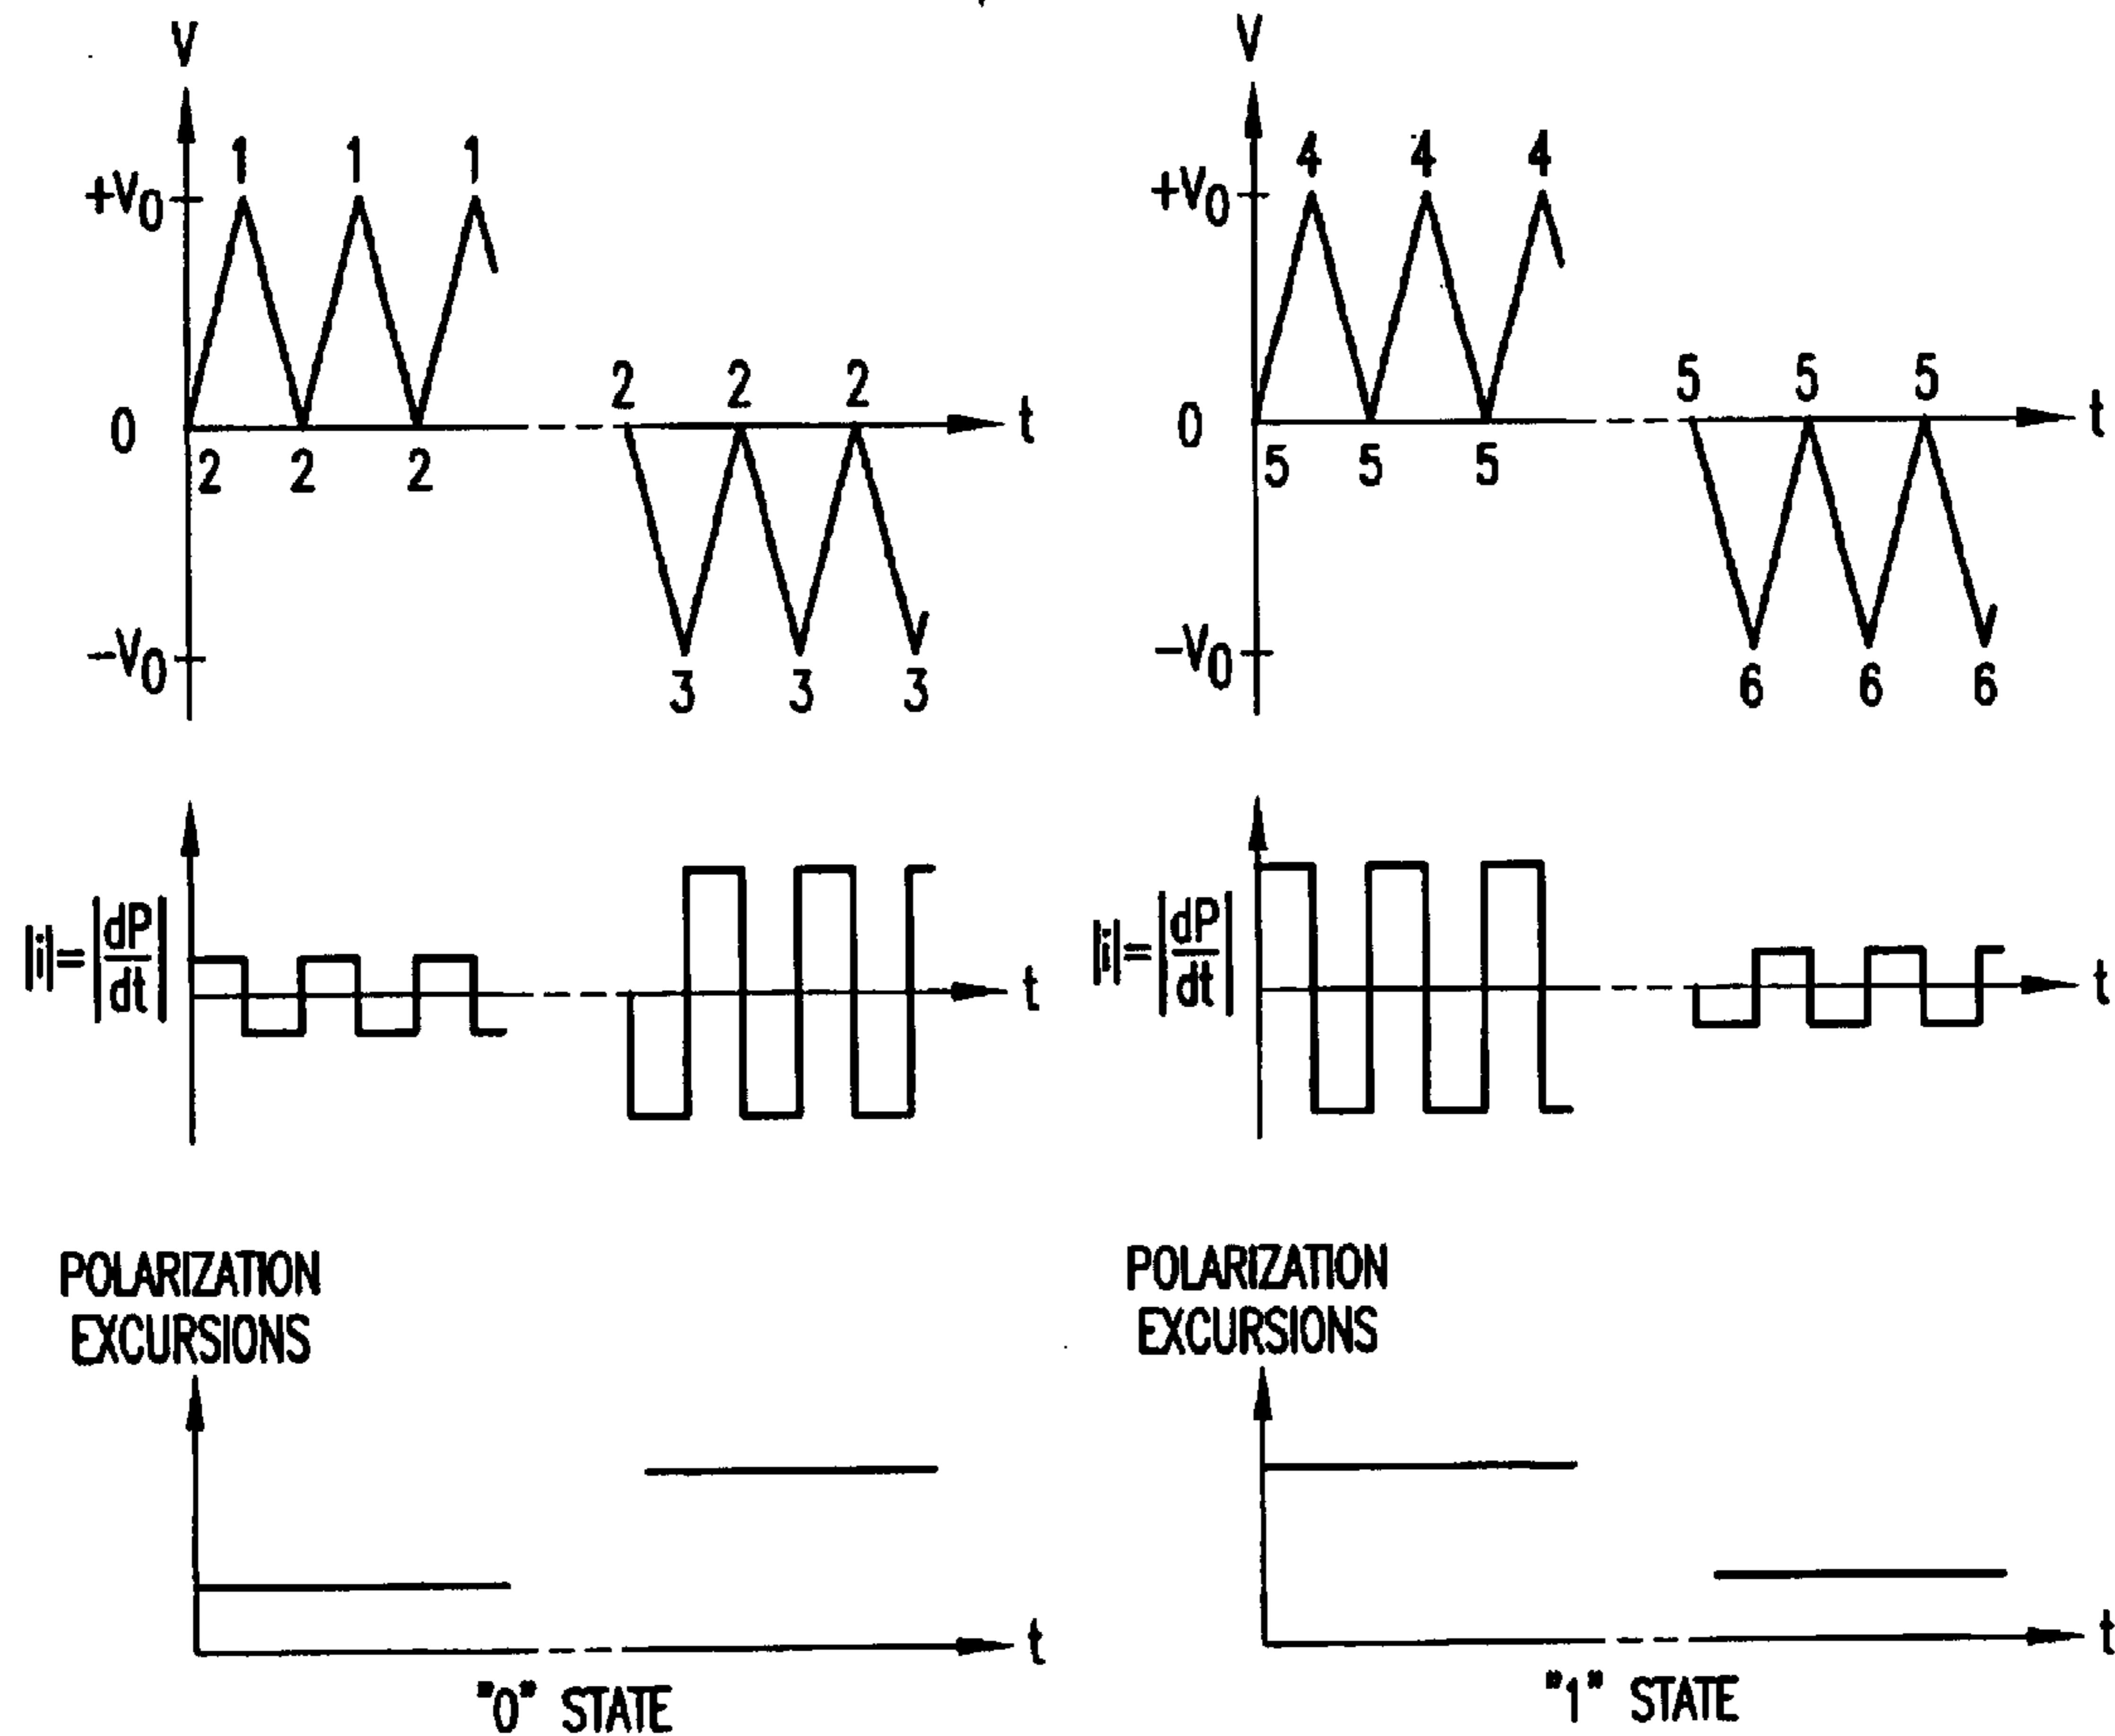 V
1 1 1
+V0
2 2 2
0
t
2 2 2
-V0
3 3 3
|i|=|dP/dt|
t
POLARIZATION
EXCURSIONS
t
"0" STATE
V
4 4 4
+V0
5 5 5
0
t
5 5 5
-V0
6 6 6
|i|=|dP/dt|
t
POLARIZATION
EXCURSIONS
t
"1" STATE